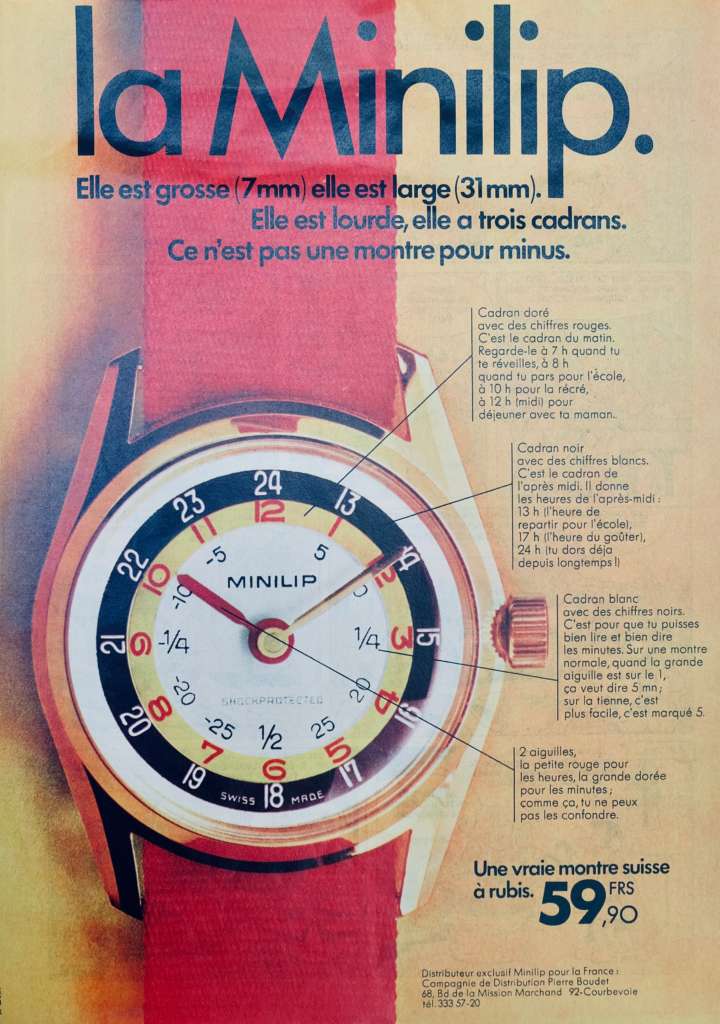 la Minilip.
Elle est grosse (7mm) elle est large (31mm).
Elle est lourde, elle a trois cadrans.
Ce n'est pas une montre pour minus.
Cadran doré
avec des chiffres rouges.
C'est le cadran du matin.
Regarde-le à 7 h quand tu
te réveilles, à 8 h
quand tu pars pour l'école,
à 10 h pour la récré,
à 12 h (midi) pour
déjeuner avec ta maman.
Cadran noir
avec des chiffres blancs.
C'est le cadran de
l'après midi. Il donne
les heures de l'après-midi :
13 h (l'heure de
repartir pour l'école),
17 h (l'heure du goûter),
24 h (tu dors déja
depuis longtemps !)
Cadran blanc
avec des chiffres noirs.
C'est pour que tu puisses
bien lire et bien dire
les minutes. Sur une montre
normale, quand la grande
aiguille est sur le 1,
ça veut dire 5 mn ;
sur la tienne, c'est
plus facile, c'est marqué 5.
2 aiguilles,
la petite rouge pour
les heures, la grande dorée
pour les minutes ;
comme ça, tu ne peux
pas les confondre.
24
13
14
15
16
17
18
19
20
21
22
23
12
1
2
3
4
5
6
7
8
9
10
11
5
1/4
20
25
1/2
-25
-20
-1/4
-10
-5
MINILIP
SHOCKPROTECTED
SWISS MADE
Une vraie montre suisse
à rubis. 59,90 FRS
Distributeur exclusif Minilip pour la France :
Compagnie de Distribution Pierre Boudet
68, Bd de la Mission Marchand 92-Courbevoie
tél. 333 57-20